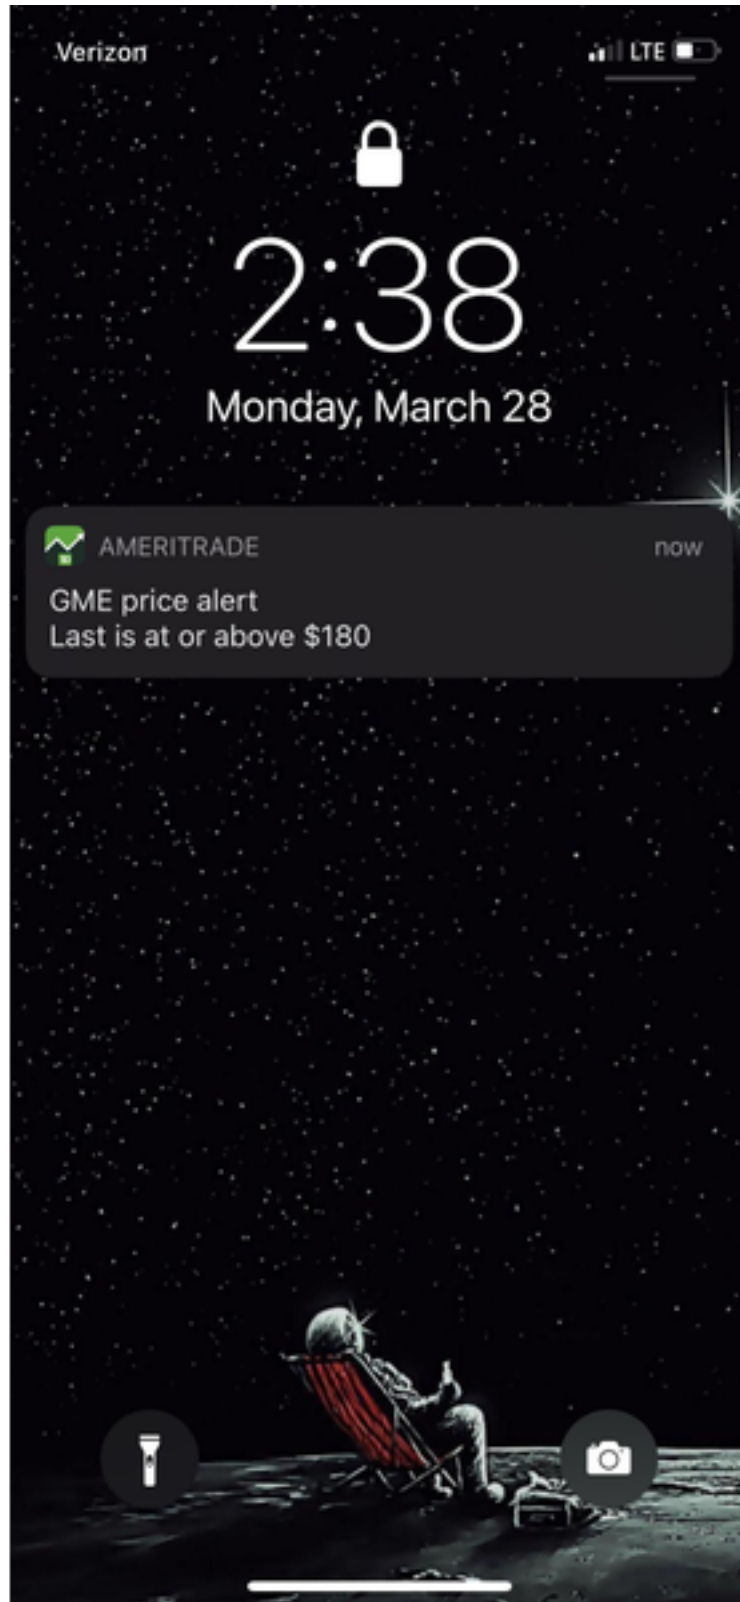 Verizon
LTE
2:38
Monday, March 28
AMERITRADE
now
GME price alert
Last is at or above $180